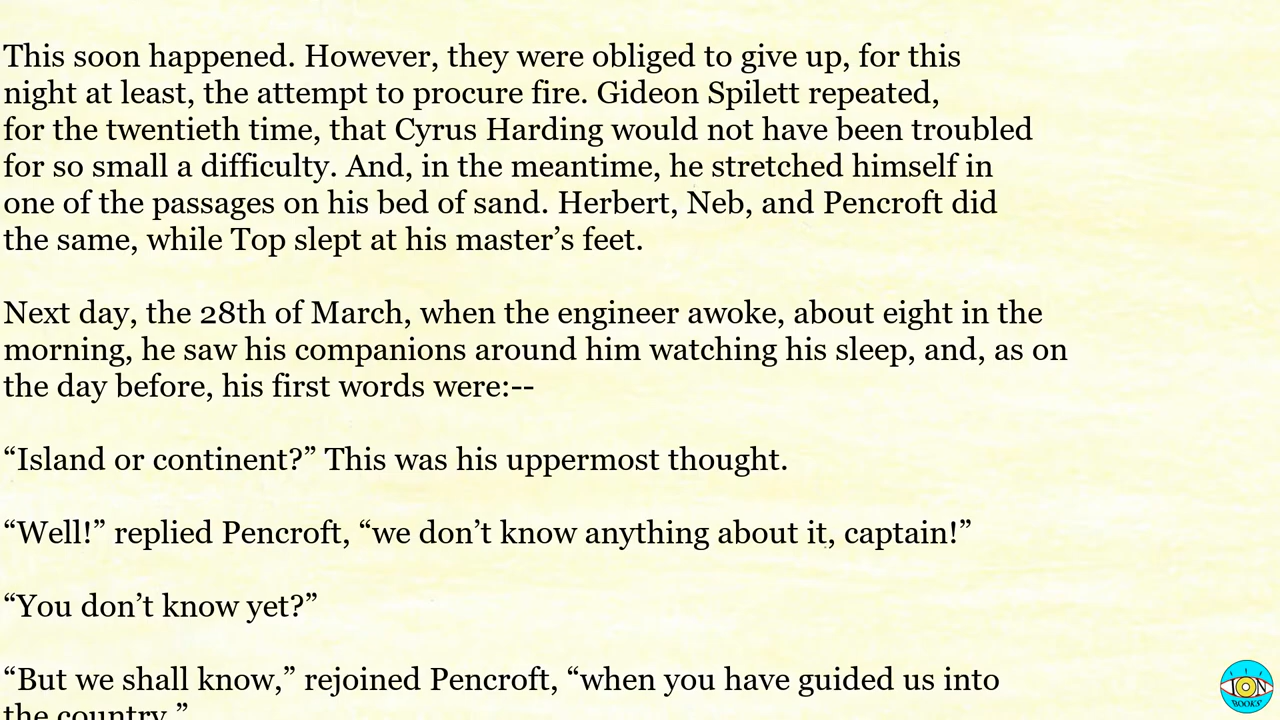 This soon happened. However, they were obliged to give up, for this
night at least, the attempt to procure fire. Gideon Spilett repeated,
for the twentieth time, that Cyrus Harding would not have been troubled
for so small a difficulty. And, in the meantime, he stretched himself in
one of the passages on his bed of sand. Herbert, Neb, and Pencroft did
the same, while Top slept at his master’s feet.
Next day, the 28th of March, when the engineer awoke, about eight in the
morning, he saw his companions around him watching his sleep, and, as on
the day before, his first words were:--
“Island or continent?” This was his uppermost thought.
“Well!” replied Pencroft, “we don’t know anything about it, captain!”
“You don’t know yet?”
“But we shall know,” rejoined Pencroft, “when you have guided us into
the country.”
ION
BOOKS